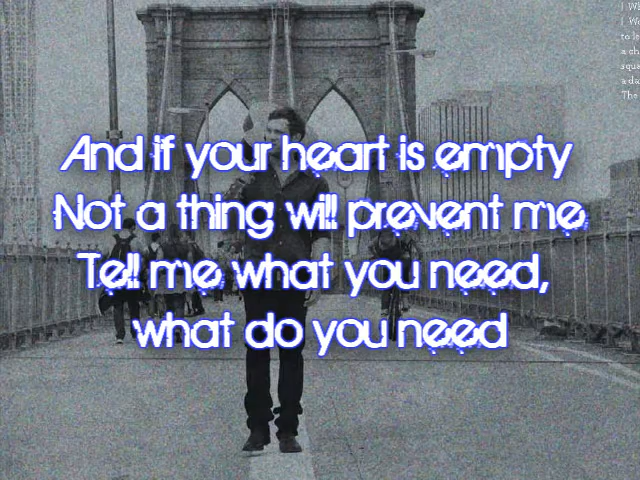 And if your heart is empty
Not a thing will prevent me
Tell me what you need,
what do you need